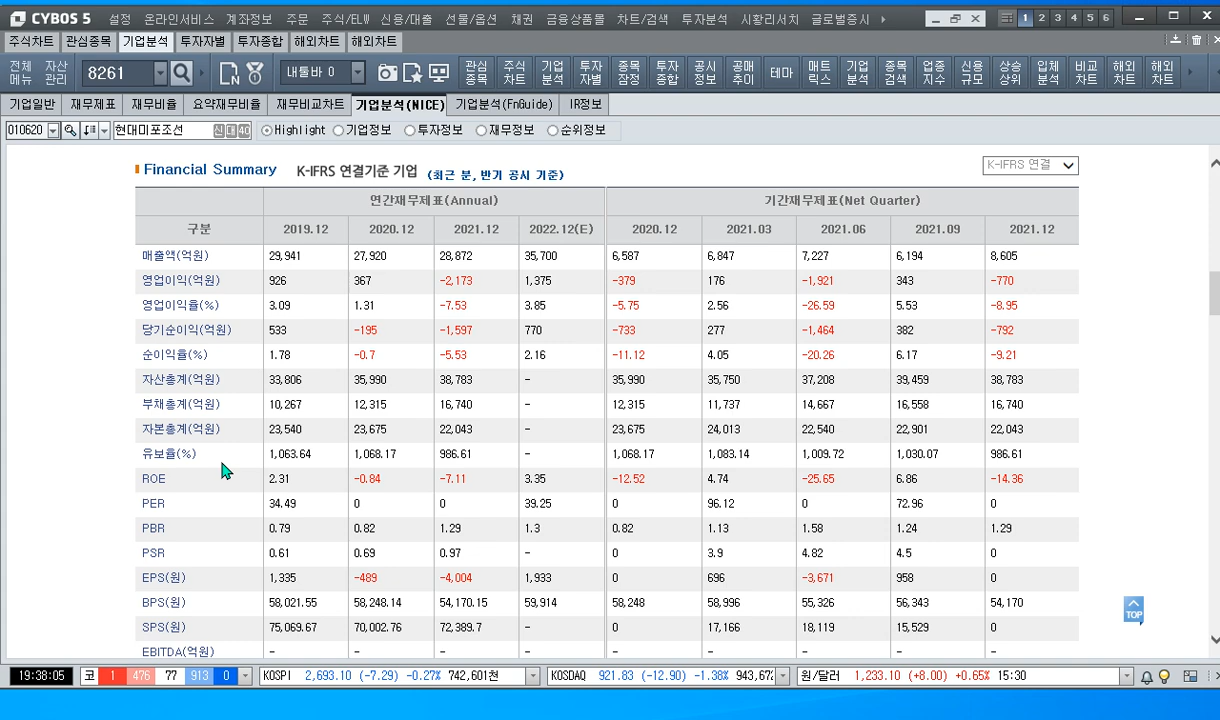 CYBOS 5 설정 온라인서비스 계좌정보 주문 주식/ELW 신용/대출 선물/옵션 채권 금융상품몰 차트/검색 투자분석 시황리서치 글로벌증시 1 2 3 4 5 6
주식차트 관심종목 기업분석 투자자별 투자종합 해외차트 해외차트
전체메뉴 자산관리 8261 내툴바 0 관심종목 주식차트 기업분석 투자자별 종목잠정 투자종합 공시정보 공매추이 테마 매트릭스 기업분석 종목검색 업종지수 신용규모 상승상위 입체분석 비교차트 해외차트 해외차트
기업일반 재무제표 재무비율 요약재무비율 재무비교차트 기업분석(NICE) 기업분석(FnGuide) IR정보
010620 현대미포조선 신 대 40 Highlight 기업정보 투자정보 재무정보 순위정보
Financial Summary K-IFRS 연결기준 기업 (최근 분, 반기 공시 기준) K-IFRS 연결
연간재무제표(Annual) 기간재무제표(Net Quarter)
구분 2019.12 2020.12 2021.12 2022.12(E) 2020.12 2021.03 2021.06 2021.09 2021.12
매출액(억원) 29,941 27,920 28,872 35,700 6,587 6,847 7,227 6,194 8,605
영업이익(억원) 926 367 -2,173 1,375 -379 176 -1,921 343 -770
영업이익률(%) 3.09 1.31 -7.53 3.85 -5.75 2.56 -26.59 5.53 -8.95
당기순이익(억원) 533 -195 -1,597 770 -733 277 -1,464 382 -792
순이익률(%) 1.78 -0.7 -5.53 2.16 -11.12 4.05 -20.26 6.17 -9.21
자산총계(억원) 33,806 35,990 38,783 - 35,990 35,750 37,208 39,459 38,783
부채총계(억원) 10,267 12,315 16,740 - 12,315 11,737 14,667 16,558 16,740
자본총계(억원) 23,540 23,675 22,043 - 23,675 24,013 22,540 22,901 22,043
유보율(%) 1,063.64 1,068.17 986.61 - 1,068.17 1,083.14 1,009.72 1,030.07 986.61
ROE 2.31 -0.84 -7.11 3.35 -12.52 4.74 -25.65 6.86 -14.36
PER 34.49 0 0 39.25 0 96.12 0 72.96 0
PBR 0.79 0.82 1.29 1.3 0.82 1.13 1.58 1.24 1.29
PSR 0.61 0.69 0.97 - 0 3.9 4.82 4.5 0
EPS(원) 1,335 -489 -4,004 1,933 0 696 -3,671 958 0
BPS(원) 58,021.55 58,248.14 54,170.15 59,914 58,248 58,996 55,326 56,343 54,170
SPS(원) 75,069.67 70,002.76 72,389.7 - 0 17,166 18,119 15,529 0
EBITDA(억원) - - - - - - - - -
TOP
19:38:05 코 1 476 77 913 0 KOSPI 2,693.10 (-7.29) -0.27% 742,601천 KOSDAQ 921.83 (-12.90) -1.38% 943,67 원/달러 1,233.10 (+8.00) +0.65% 15:30